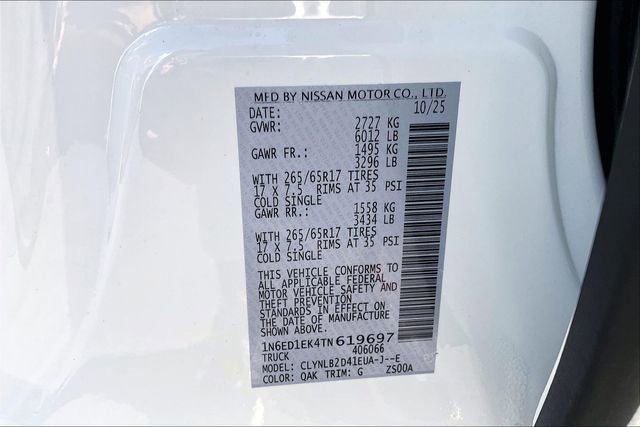 MFD BY NISSAN MOTOR CO., LTD.
DATE: 10/25
GVWR: 2727 KG
6012 LB
GAWR FR.: 1495 KG
3296 LB
WITH 265/65R17 TIRES
17 X 7.5 RIMS AT 35 PSI
COLD SINGLE
GAWR RR.: 1558 KG
3434 LB
WITH 265/65R17 TIRES
17 X 7.5 RIMS AT 35 PSI
COLD SINGLE
THIS VEHICLE CONFORMS TO
ALL APPLICABLE FEDERAL
MOTOR VEHICLE SAFETY AND
THEFT PREVENTION
STANDARDS IN EFFECT ON
THE DATE OF MANUFACTURE
SHOWN ABOVE.
1N6ED1EK4TN619697
TRUCK 406066
MODEL: CLYNLB2D41EUA-J--E
COLOR: QAK TRIM: G ZS00A